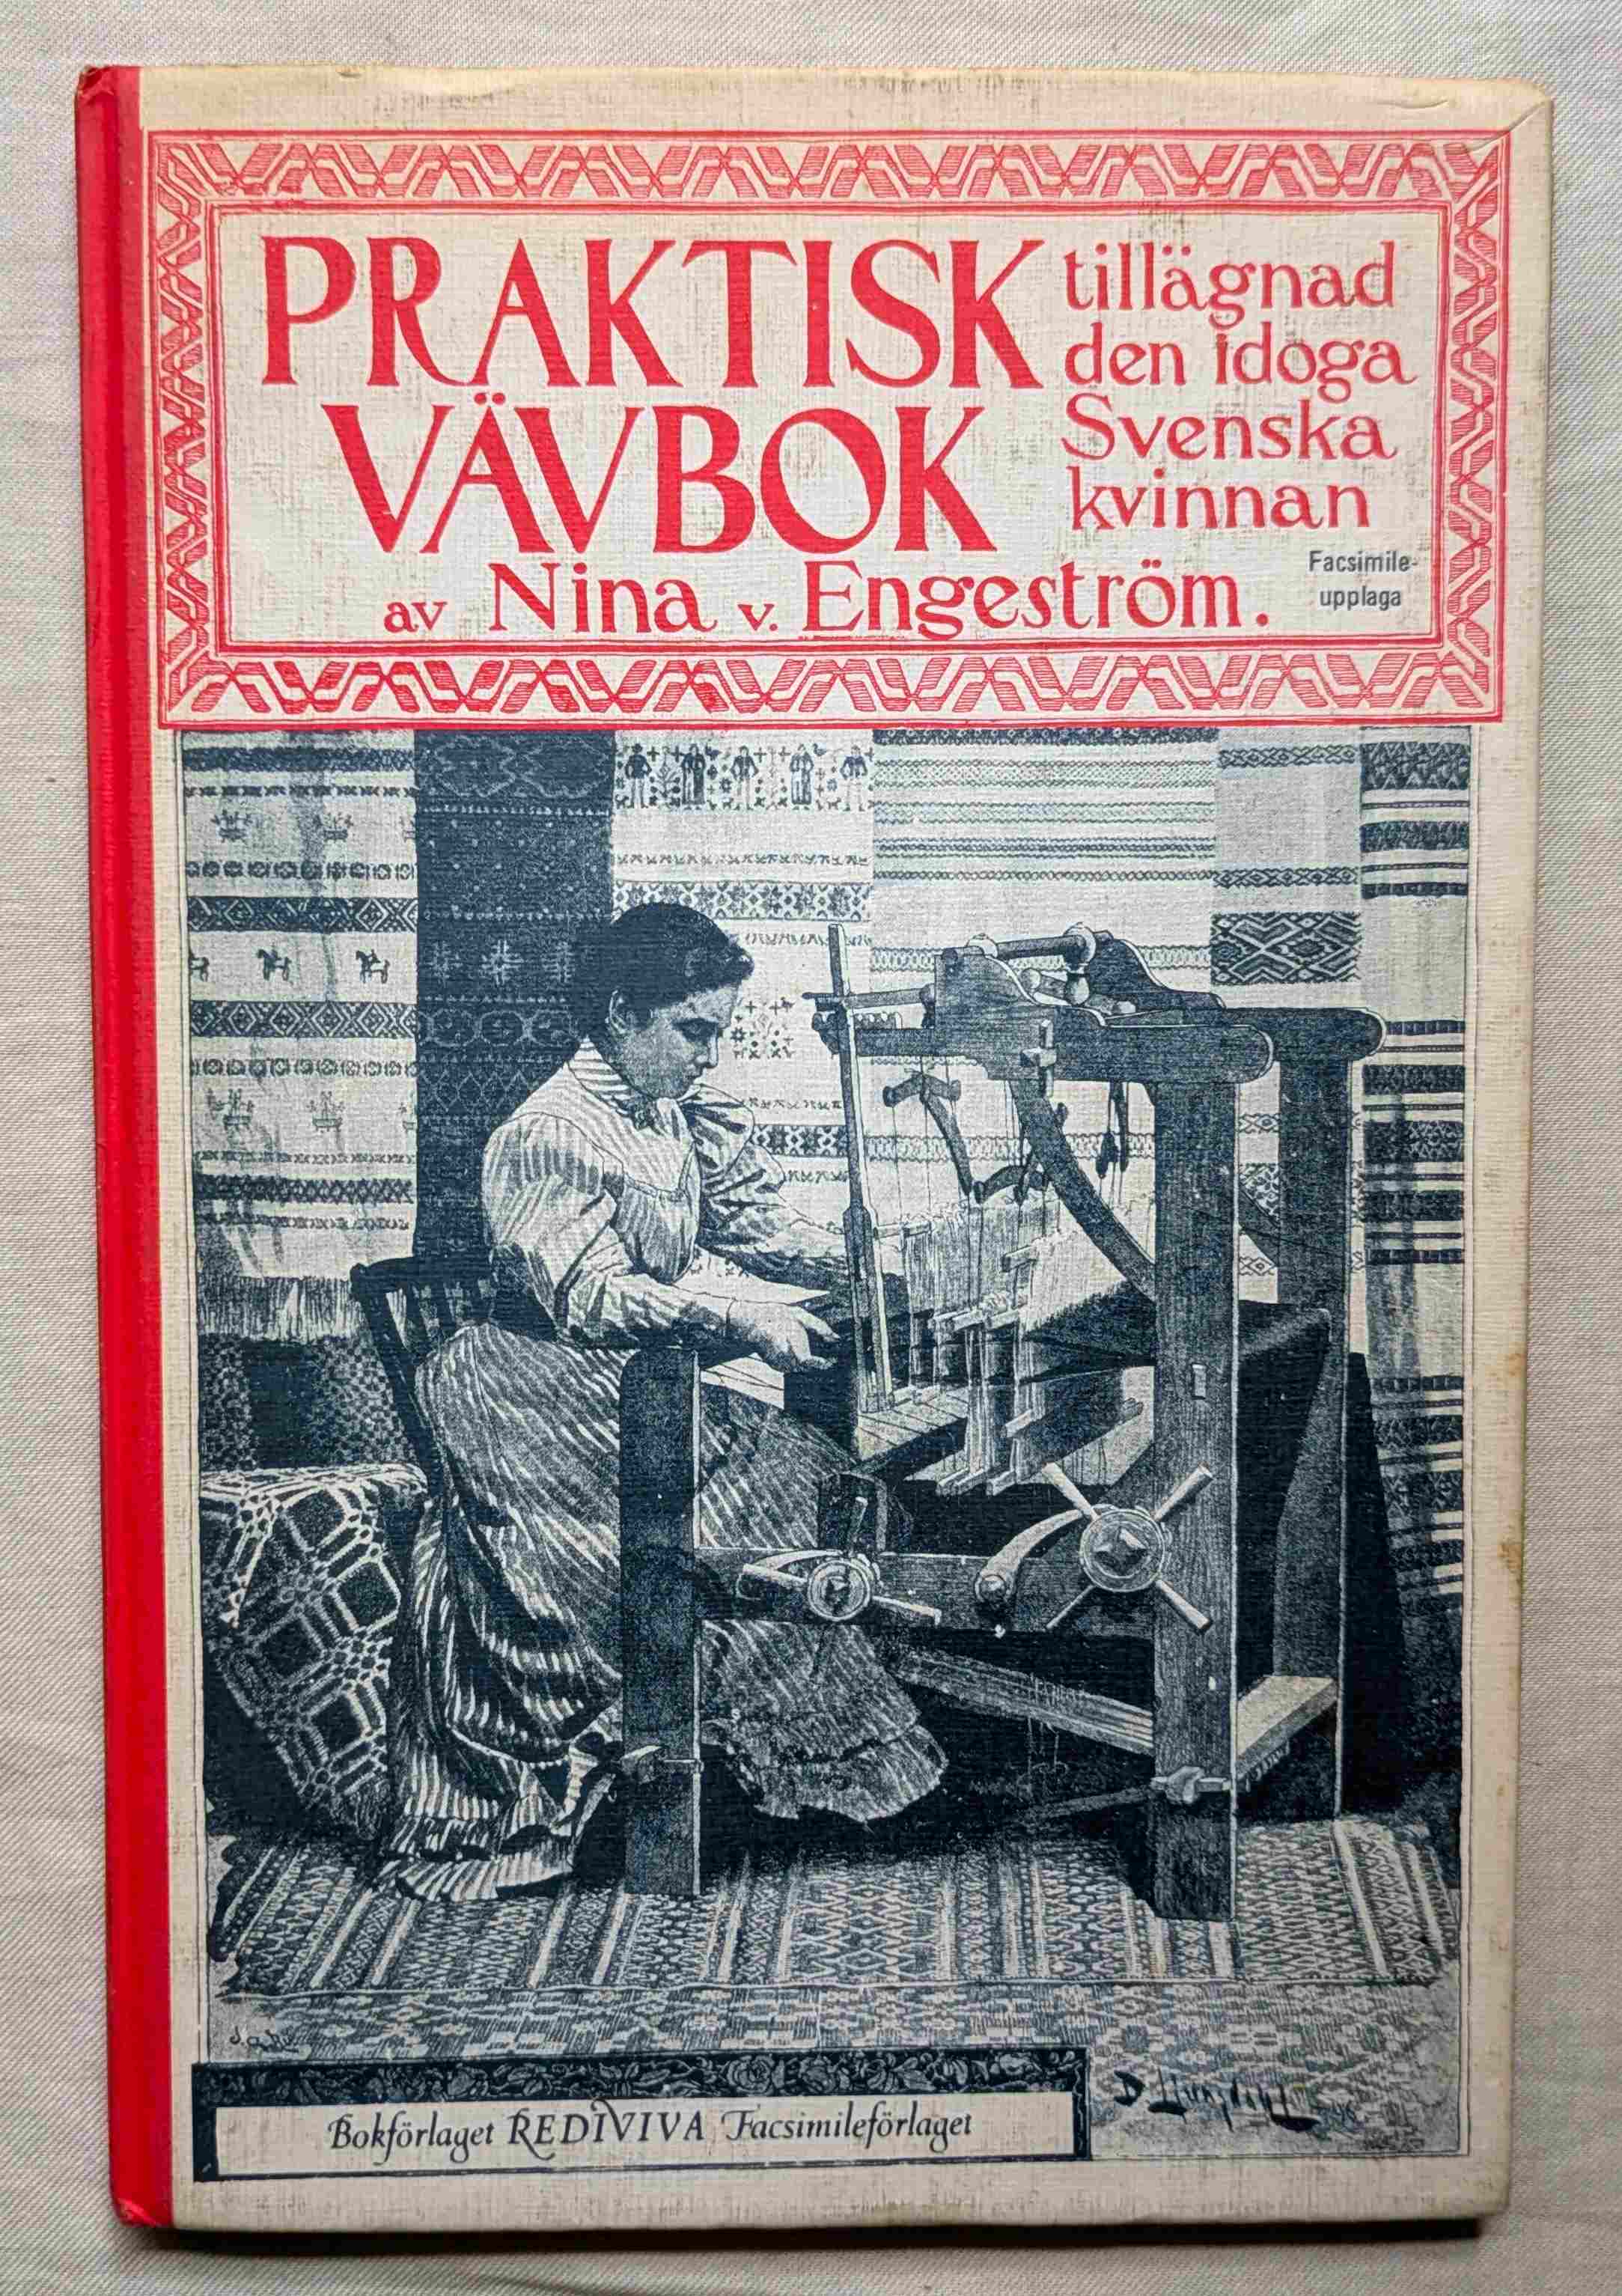 PRAKTISK
VÄVBOK
tillägnad
den idoga
Svenska
kvinnan
av Nina v. Engeström.
Facsimile-
upplaga
Bokförlaget REDIVIVA Facsimileförlaget